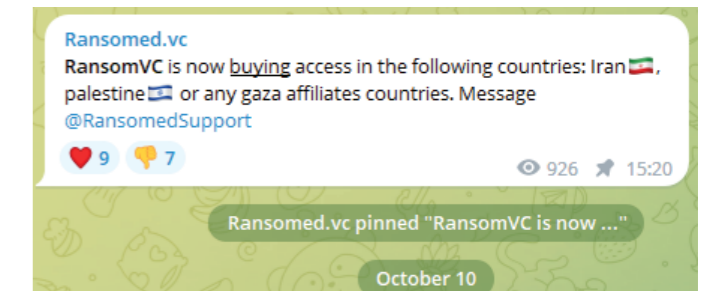 Ransomed.vc
RansomVC is now buying access in the following countries: Iran🇮🇷,
palestine🇮🇱 or any gaza affiliates countries. Message
@RansomedSupport
❤️ 9 👎 7 926 15:20
Ransomed.vc pinned "RansomVC is now ..."
October 10